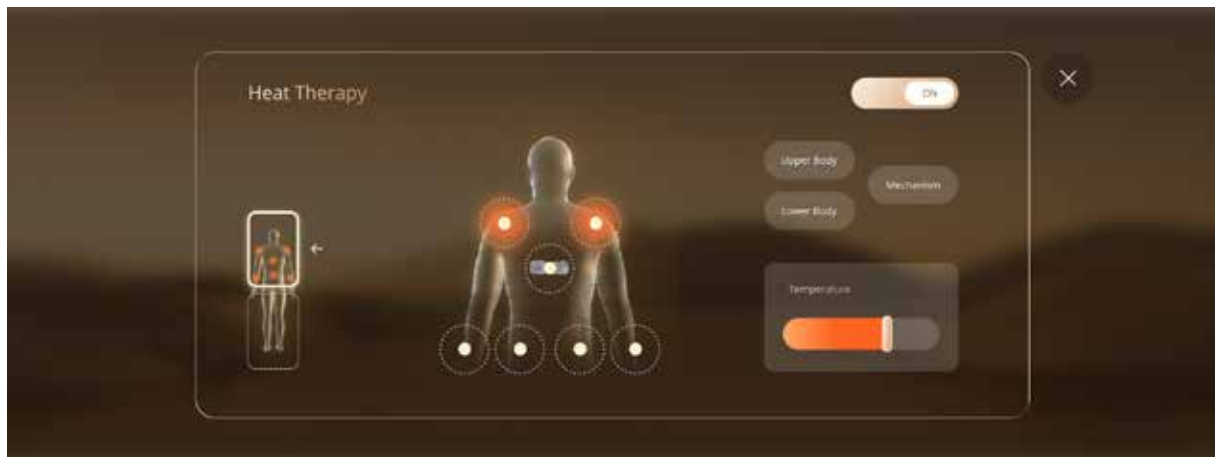 Heat Therapy
ON
Upper Body
Mechanism
Lower Body
Temperature